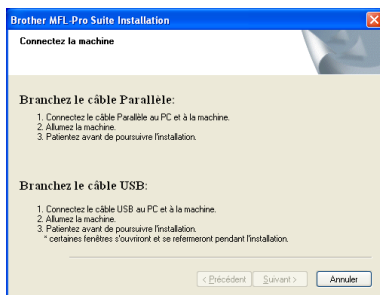 Brother MFL-Pro Suite Installation
Connectez la machine
Branchez le câble Parallèle:
1. Connectez le câble Parallèle au PC et à la machine.
2. Allumez la machine.
3. Patientez avant de poursuivre l'installation.
Branchez le câble USB:
1. Connectez le câble USB au PC et à la machine.
2. Allumez la machine.
3. Patientez avant de poursuivre l'installation.
* certaines fenêtres s'ouvriront et se refermeront pendant l'installation.
< Précédent Suivant > Annuler